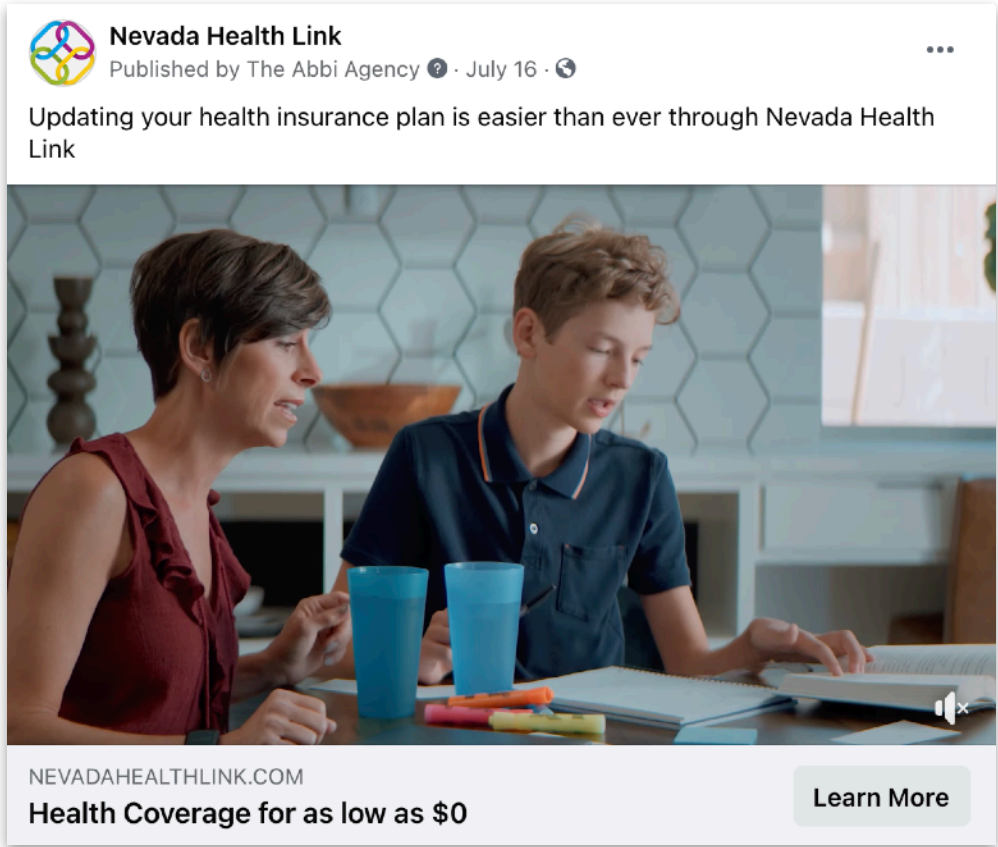 Nevada Health Link
Published by The Abbi Agency · July 16 ·
Updating your health insurance plan is easier than ever through Nevada Health
Link
NEVADAHEALTHLINK.COM
Health Coverage for as low as $0
Learn More